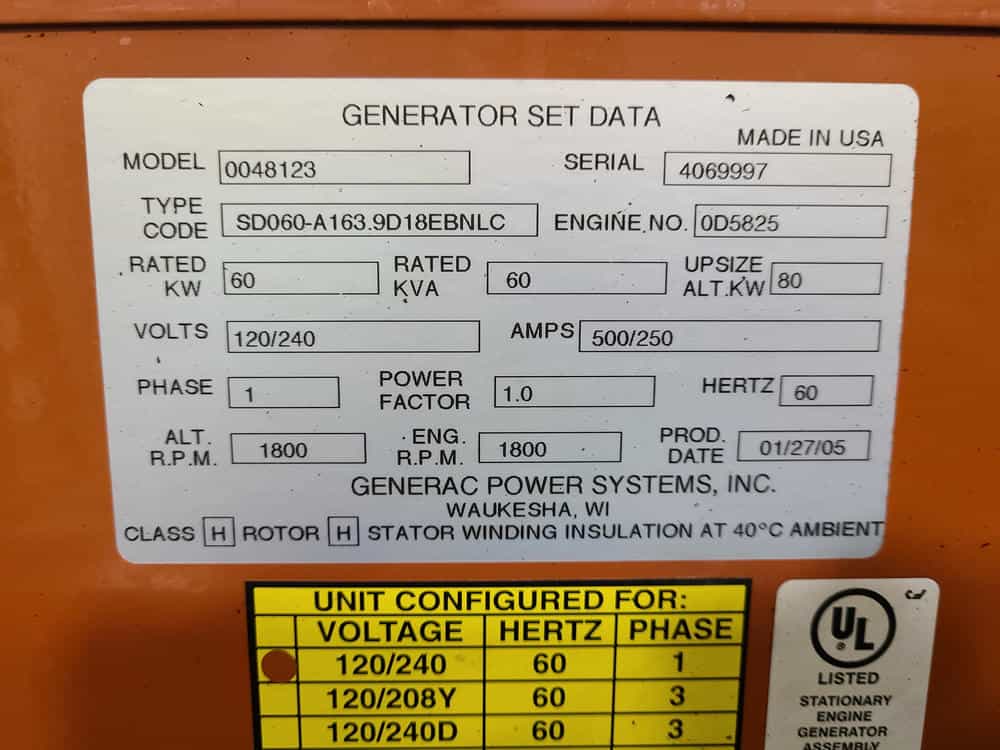 GENERATOR SET DATA
MADE IN USA
MODEL 0048123 SERIAL 4069997
TYPE CODE SD060-A163.9D18EBNLC ENGINE NO. 0D5825
RATED KW 60 RATED KVA 60 UPSIZE ALT.KW 80
VOLTS 120/240 AMPS 500/250
PHASE 1 POWER FACTOR 1.0 HERTZ 60
ALT. R.P.M. 1800 ENG. R.P.M. 1800 PROD. DATE 01/27/05
GENERAC POWER SYSTEMS, INC.
WAUKESHA, WI
CLASS H ROTOR H STATOR WINDING INSULATION AT 40°C AMBIENT
UNIT CONFIGURED FOR:
VOLTAGE HERTZ PHASE
120/240 60 1
120/208Y 60 3
120/240D 60 3
UL
®
LISTED
STATIONARY
ENGINE
GENERATOR
ASSEMBLY